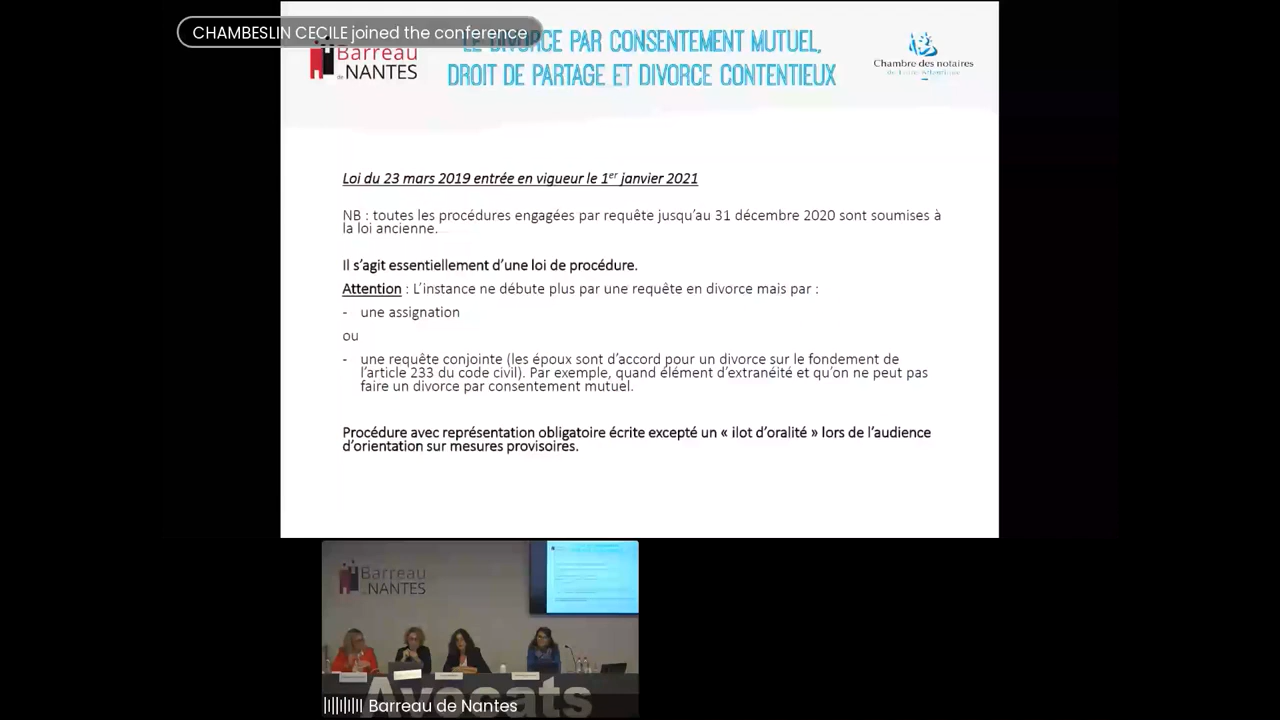 CHAMBESLIN CECILE joined the conference
Barreau
de NANTES
LE DIVORCE PAR CONSENTEMENT MUTUEL,
DROIT DE PARTAGE ET DIVORCE CONTENTIEUX
Chambre des notaires
de Loire-Atlantique
Loi du 23 mars 2019 entrée en vigueur le 1er janvier 2021
NB : toutes les procédures engagées par requête jusqu’au 31 décembre 2020 sont soumises à
la loi ancienne.
Il s’agit essentiellement d’une loi de procédure.
Attention : L’instance ne débute plus par une requête en divorce mais par :
- une assignation
ou
- une requête conjointe (les époux sont d’accord pour un divorce sur le fondement de
l’article 233 du code civil). Par exemple, quand élément d’extranéité et qu’on ne peut pas
faire un divorce par consentement mutuel.
Procédure avec représentation obligatoire écrite excepté un « ilot d’oralité » lors de l’audience
d’orientation sur mesures provisoires.
Barreau
de NANTES
Avocats
Barreau de Nantes